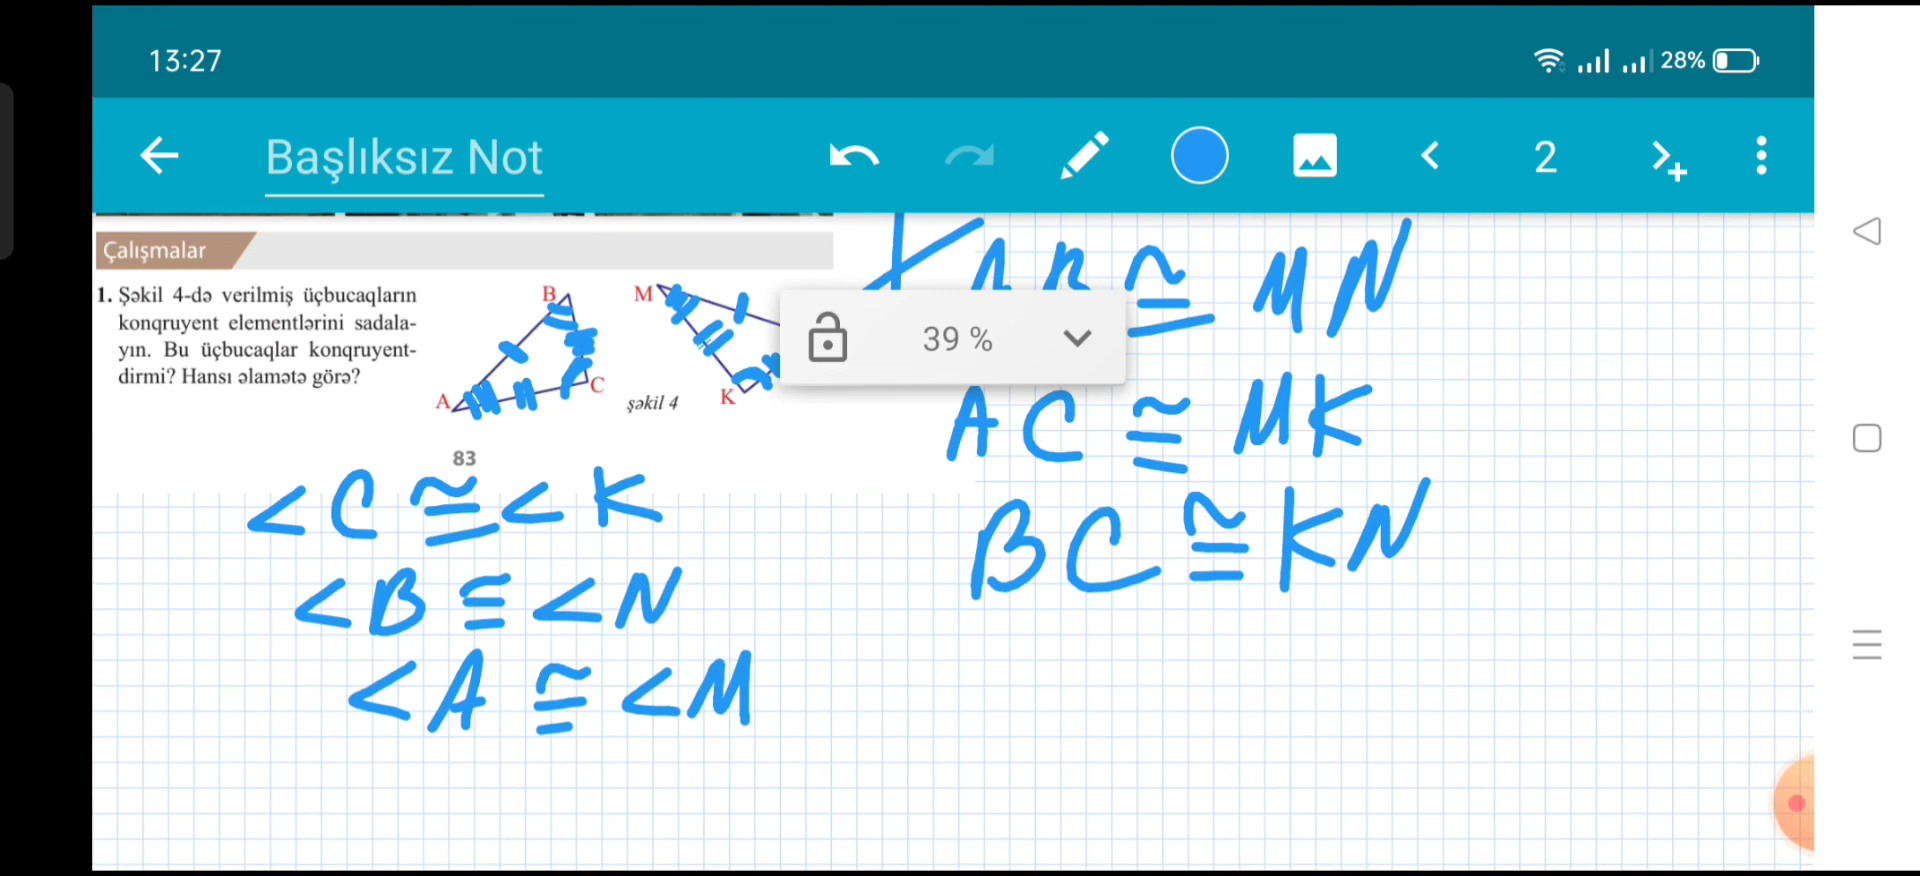 13:27
28%
Başlıksız Not
2
Çalışmalar
1. Şəkil 4-də verilmiş üçbucaqların
konqruyent elementlərini sadala-
yın. Bu üçbucaqlar konqruyent-
dirmi? Hansı əlamətə görə?
B
A
C
M
K
şəkil 4
83
39 %
AB ≅ MN
AC ≅ MK
BC ≅ KN
<C ≅ <K
<B ≅ <N
<A ≅ <M